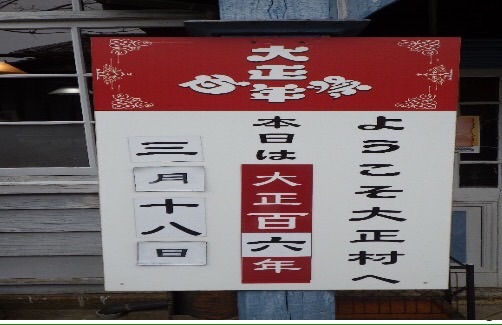 大正
ようこそ大正村へ
本日は大正百六年
三月十八日